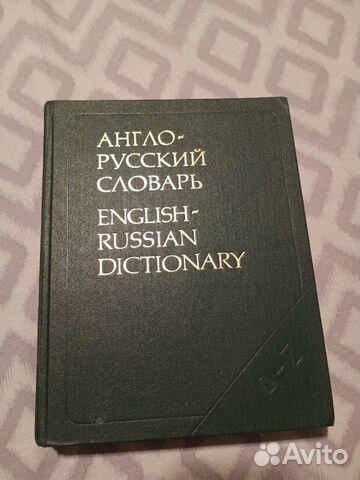 АНГЛО-
РУССКИЙ
СЛОВАРЬ
ENGLISH-
RUSSIAN
DICTIONARY
A-Z
Avito